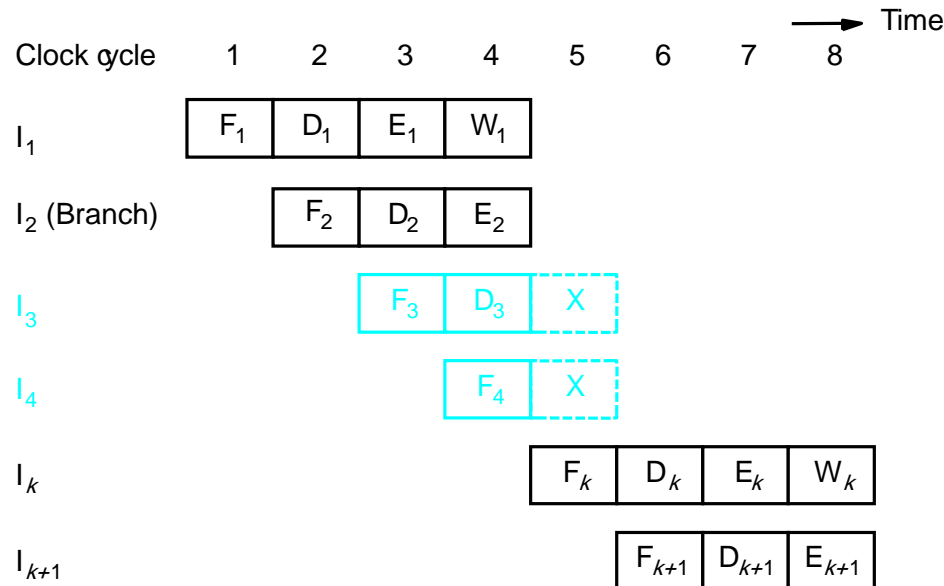 Time
Clock cycle 1 2 3 4 5 6 7 8
I1 F1 D1 E1 W1
I2 (Branch) F2 D2 E2
I3 F3 D3 X
I4 F4 X
Ik Fk Dk Ek Wk
Ik+1 Fk+1 Dk+1 Ek+1